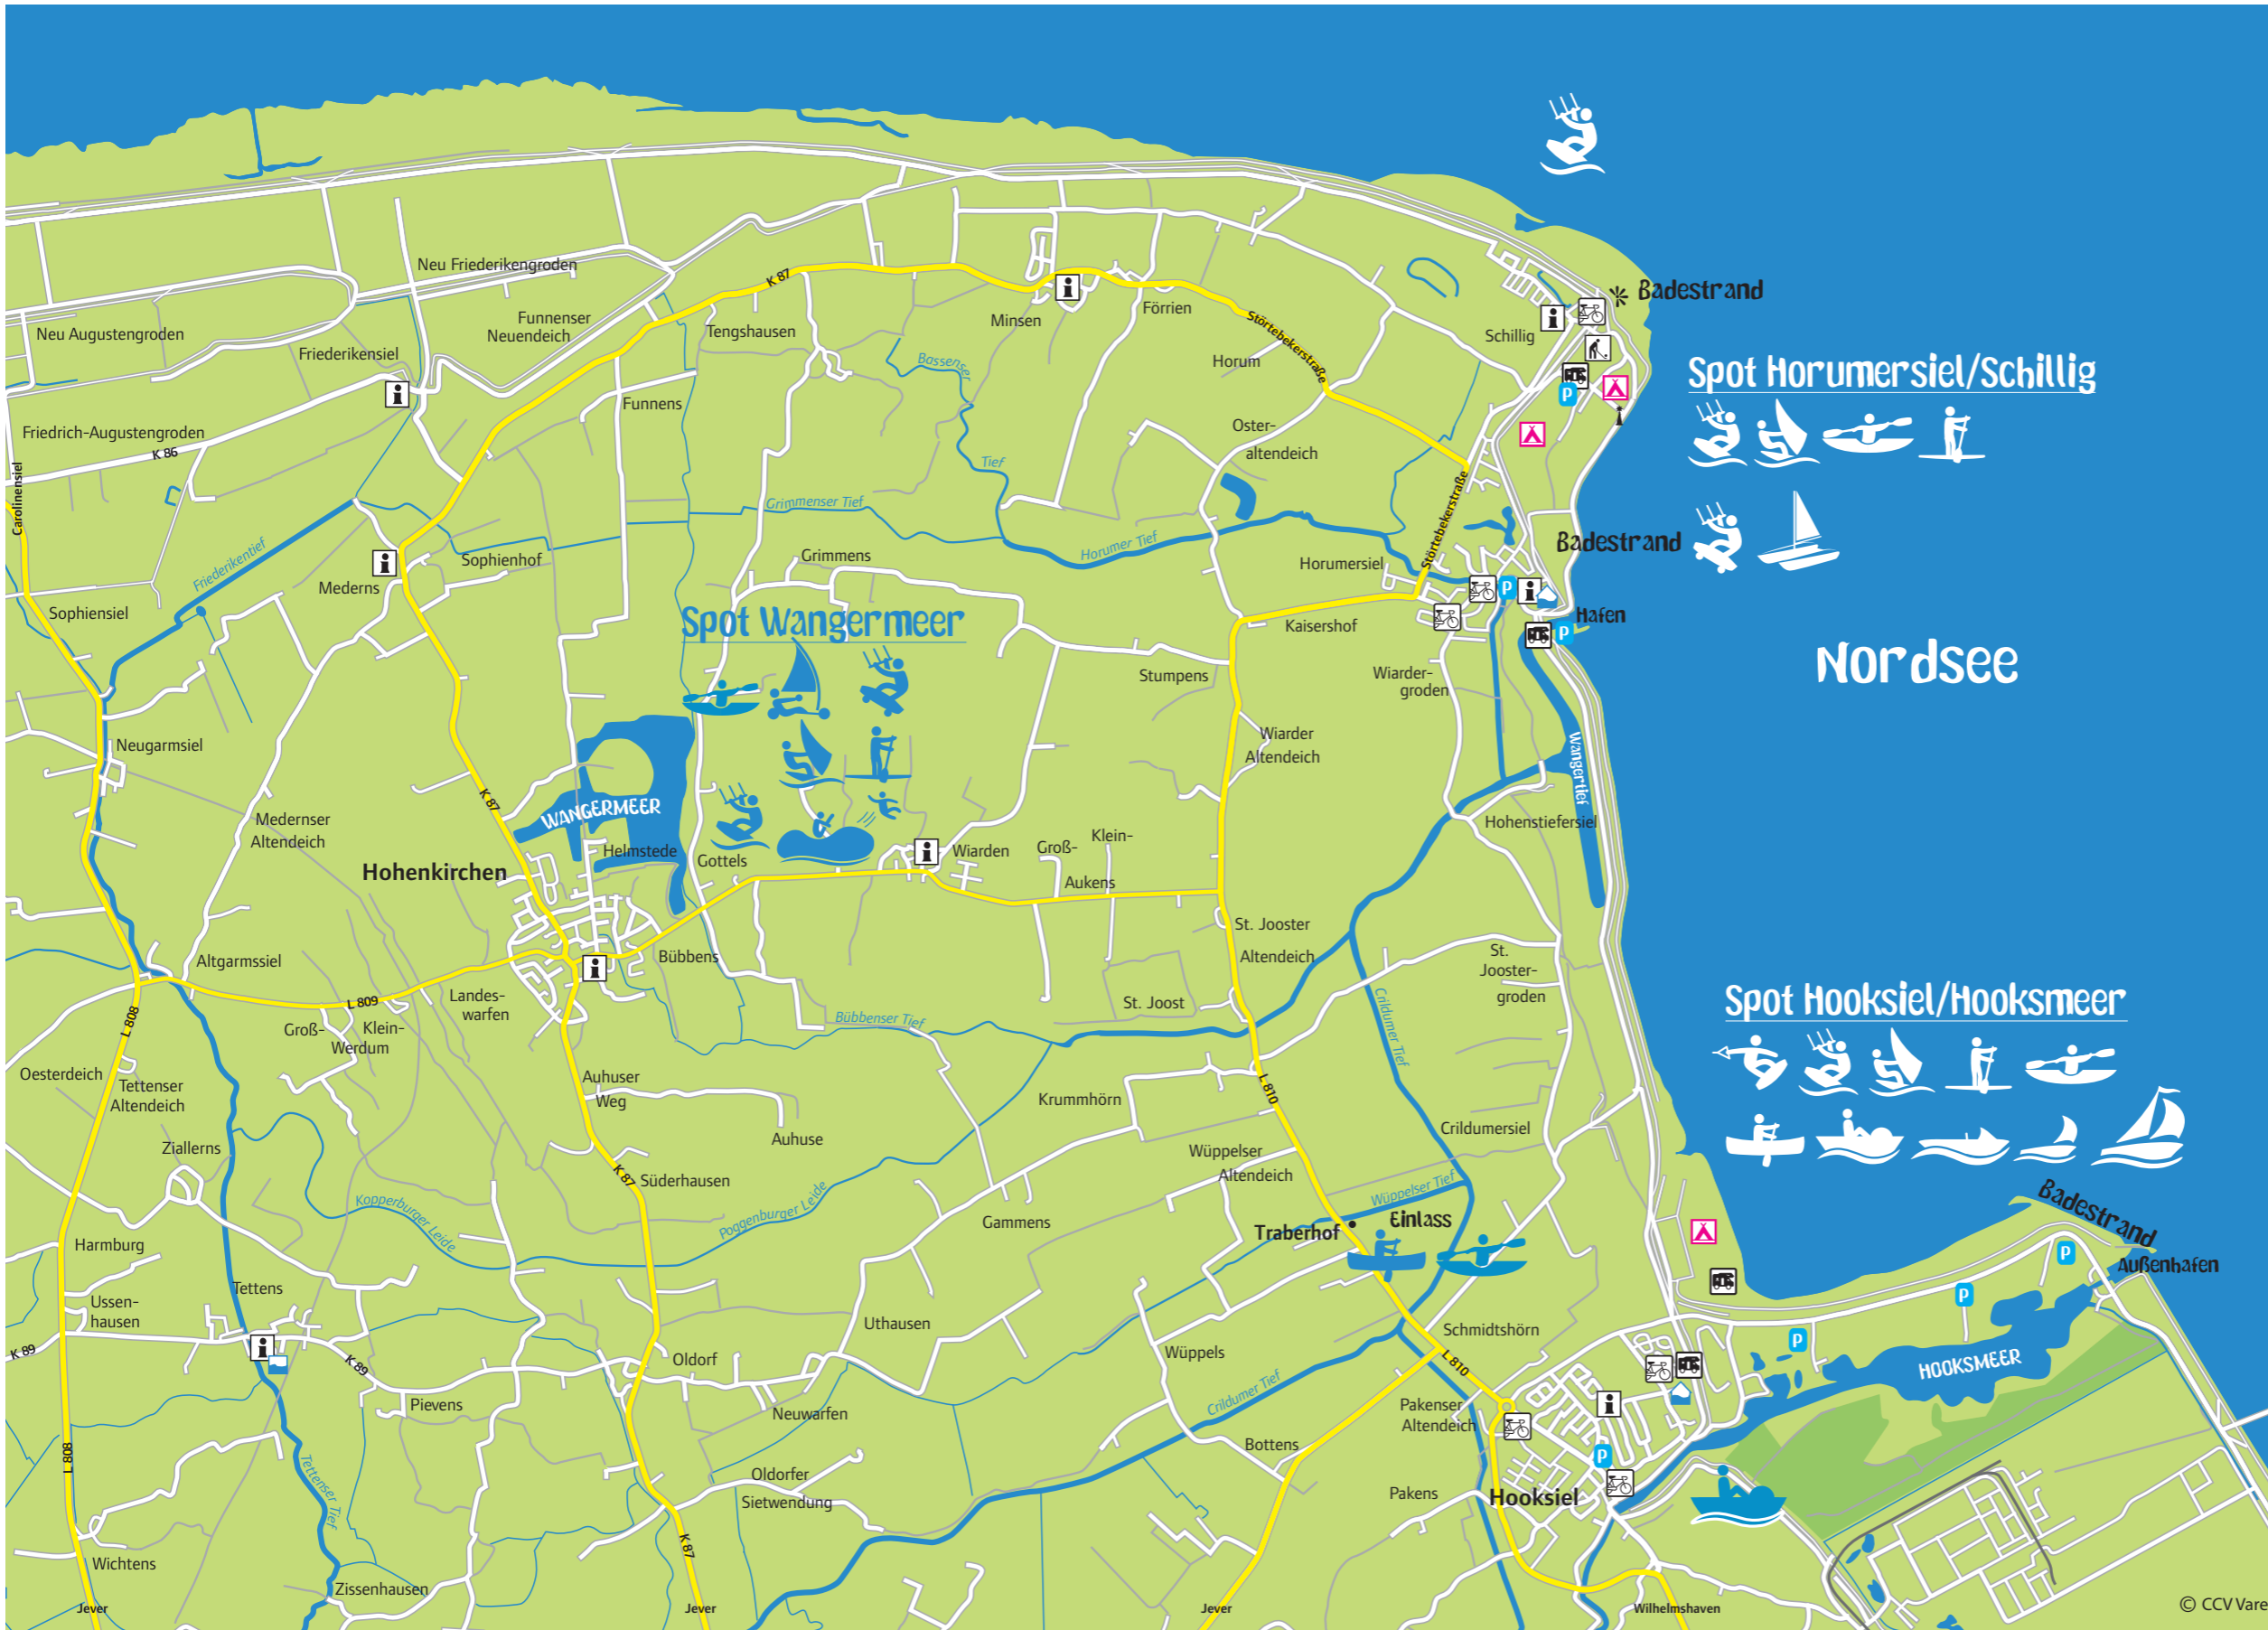 Neu Friederikengroden
K 87
Badestrand
Neu Augustengroden
Funnenser
Neuendeich
Tengshausen
Minsen
Förrien
Störtebekerstraße
Schillig
Friederikensiel
Bassenser
Horum
Spot Horumersiel/Schillig
Funnens
Friedrich-Augustengroden
K 86
Oster-
altendeich
Carolinensiel
Tief
Grimmenser Tief
Störtebekerstraße
Friederikentief
Sophienhof
Grimmens
Horumer Tief
Horumersiel
Badestrand
Mederns
Sophiensiel
Spot Wangermeer
Kaisershof
Hafen
Nordsee
Stumpens
Wiarder-
groden
Neugarmsiel
Wiarder
Altendeich
Wangertief
K 87
WANGERMEER
Medernser
Altendeich
Hohenstiefersiel
Helmstede
Gottels
Wiarden
Groß-
Klein-
Aukens
Hohenkirchen
St. Jooster
Altendeich
Bübbens
St.
Jooster-
groden
Altgarmssiel
L 809
Landes-
warfen
St. Joost
Spot Hooksiel/Hooksmeer
L 808
Groß-
Klein-
Werdum
Bübbenser Tief
Crildumer Tief
Oesterdeich
Tettenser
Altendeich
Auhuser
Weg
Krummhörn
L 810
Auhuse
Crildumersiel
Ziallerns
Wüppelser
Altendeich
K 87
Süderhausen
Wüppelser Tief
Kopperburger Leide
Poggenburger Leide
Gammens
Traberhof
Einlass
Badestrand
Außenhafen
Harmburg
Tettens
Ussen-
hausen
Uthausen
Schmidtshörn
K 89
K 89
Oldorf
Wüppels
L 810
HOOKSMEER
Pievens
Neuwarfen
Crildumer Tief
Pakenser
Altendeich
Bottens
L 808
Tettenser Tief
Oldorfer
Sietwendung
Pakens
Hooksiel
K 87
Wichtens
Zissenhausen
Jever
Jever
Jever
Wilhelmshaven
© CCV Vare
P
P
P
P
P
P
P